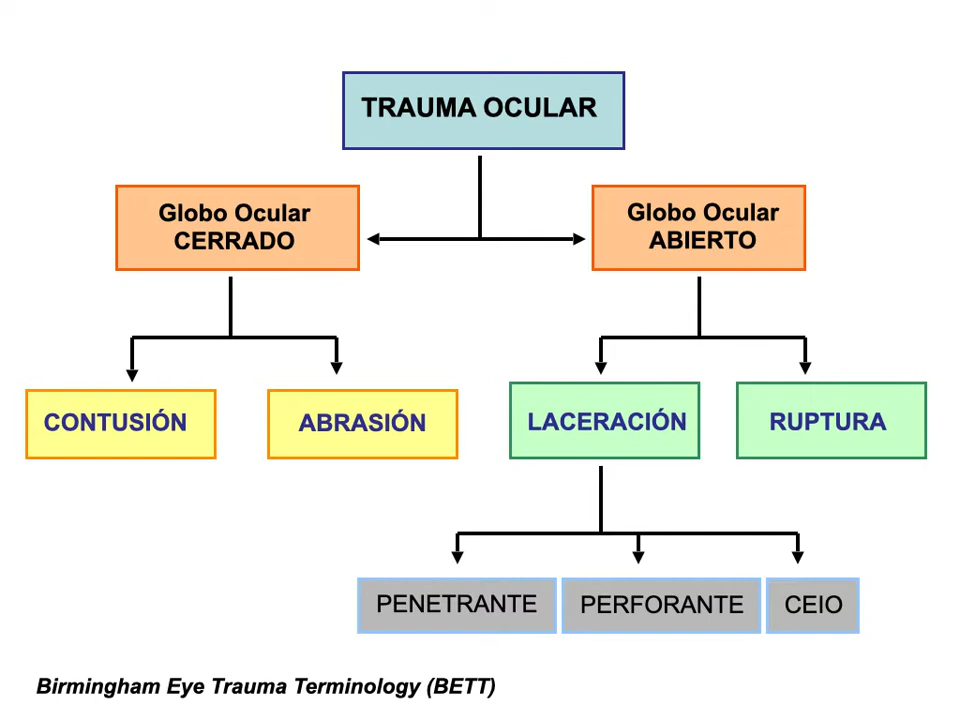 TRAUMA OCULAR
Globo Ocular
CERRADO
Globo Ocular
ABIERTO
CONTUSIÓN
ABRASIÓN
LACERACIÓN
RUPTURA
PENETRANTE
PERFORANTE
CEIO
Birmingham Eye Trauma Terminology (BETT)